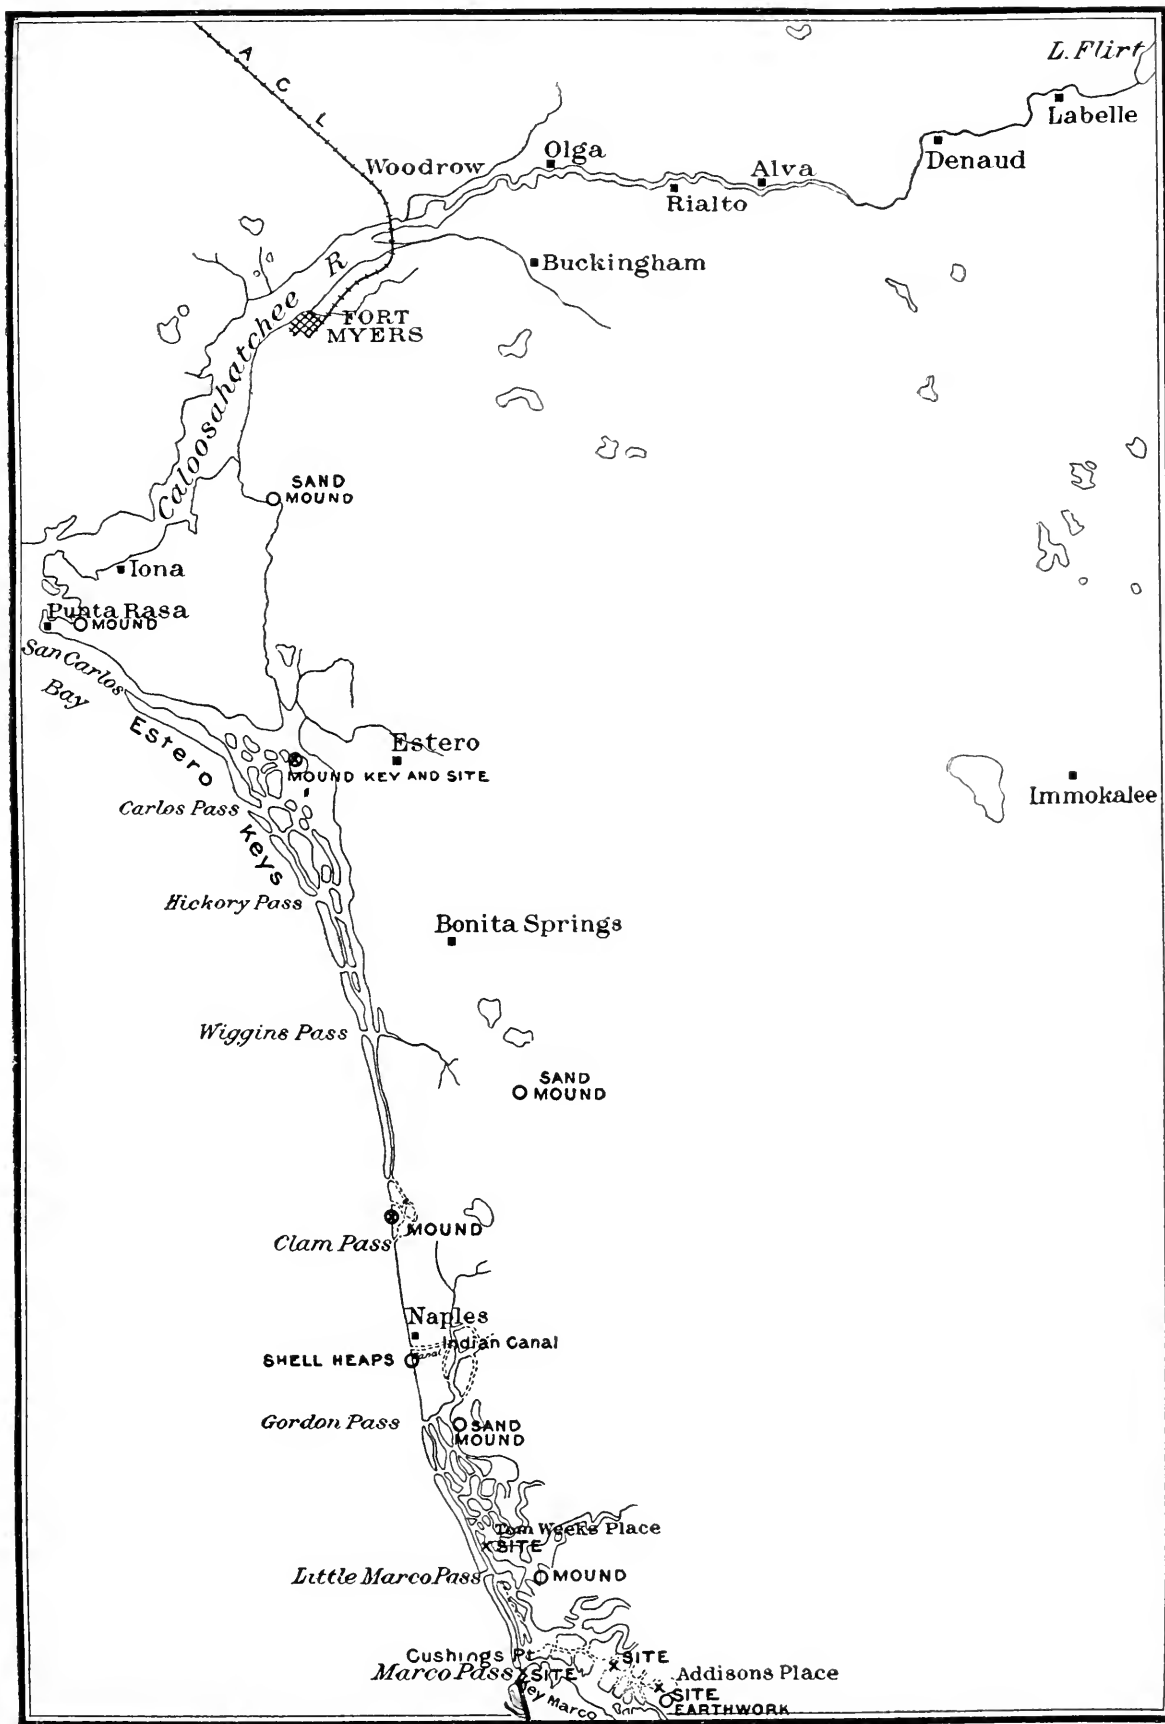 L. Flirt
A C L
Labelle
Olga
Woodrow
Alva
Denaud
Rialto
Buckingham
Caloosahatchee R
FORT
MYERS
SAND
MOUND
Iona
Punta Rasa
MOUND
San Carlos
Bay
Estero
Keys
Estero
MOUND KEY AND SITE
Immokalee
Carlos Pass
Hickory Pass
Bonita Springs
Wiggins Pass
SAND
MOUND
MOUND
Clam Pass
Naples
Indian Canal
Canal
SHELL HEAPS
Gordon Pass
SAND
MOUND
Tom Weeks Place
SITE
Little Marco Pass
MOUND
Cushings Pt
SITE
Marco Pass
SITE
Addisons Place
SITE
EARTHWORK
Key Marco